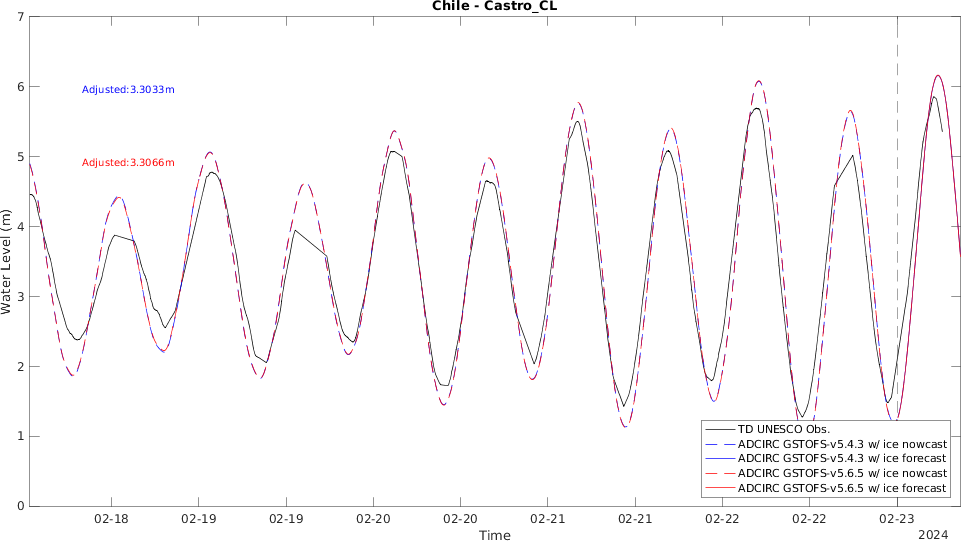 Chile - Castro_CL
7
6
5
4
3
2
1
0
Water Level (m)
Adjusted:3.3033m
Adjusted:3.3066m
TD UNESCO Obs.
ADCIRC GSTOFS-v5.4.3 w/ ice nowcast
ADCIRC GSTOFS-v5.4.3 w/ ice forecast
ADCIRC GSTOFS-v5.6.5 w/ ice nowcast
ADCIRC GSTOFS-v5.6.5 w/ ice forecast
02-18 02-19 02-19 02-20 02-20 02-21 02-21 02-22 02-22 02-23
Time
2024